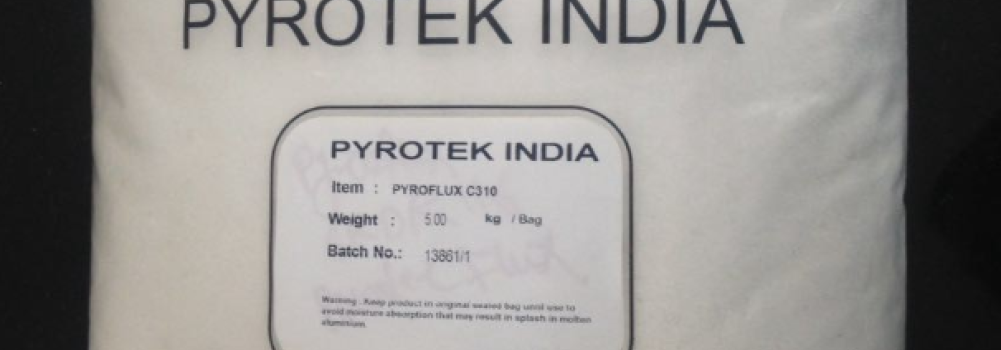 PYROTEK INDIA
PYROTEK INDIA
Item : PYROFLUX C310
Weight : 5.00 kg / Bag
Batch No.: 13861/1
Warning : Keep product in original sealed bag until use to
avoid moisture absorption that may result in splash in molten
aluminium.